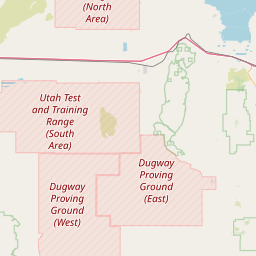 (North
Area)
Utah Test
and Training
Range
(South
Area)
Dugway
Proving
Ground
(East)
Dugway
Proving
Ground
(West)